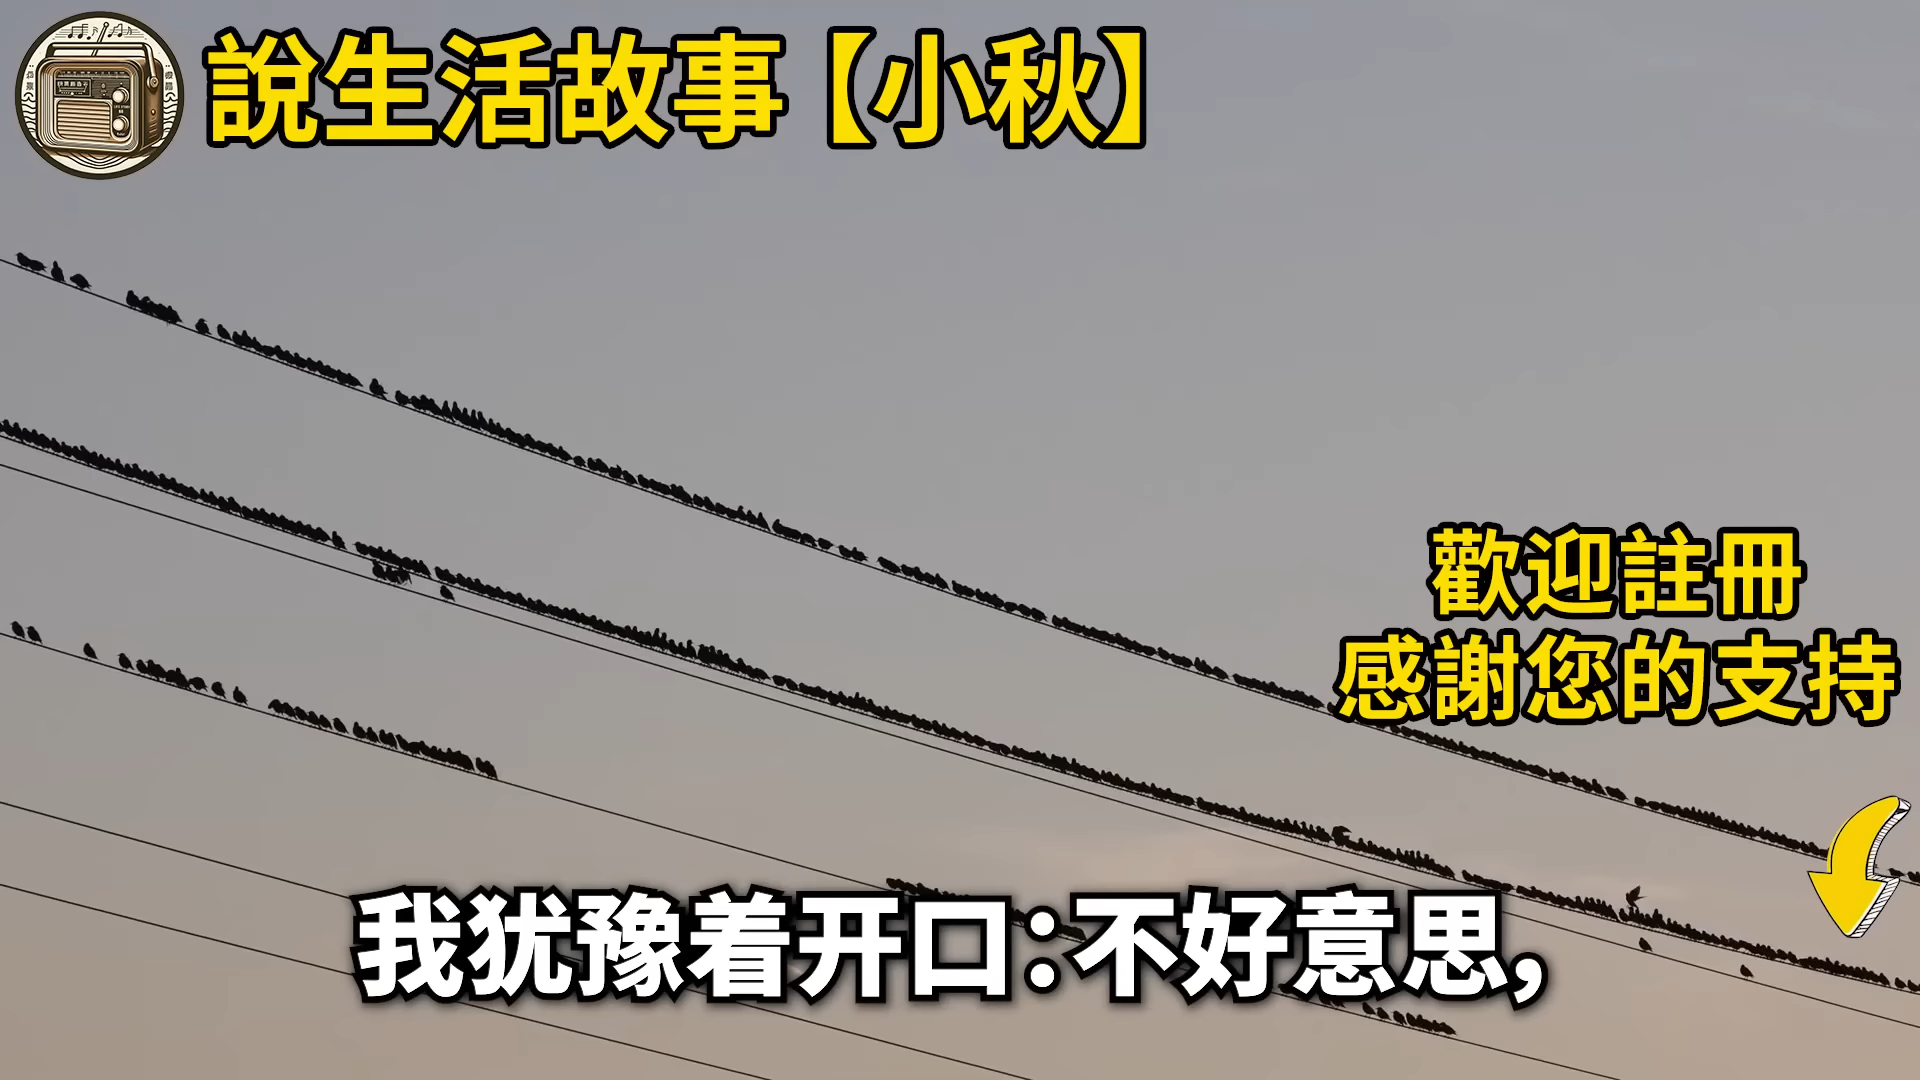 說生活故事【小秋】
歡迎註冊
感謝您的支持
我犹豫着开口:不好意思,